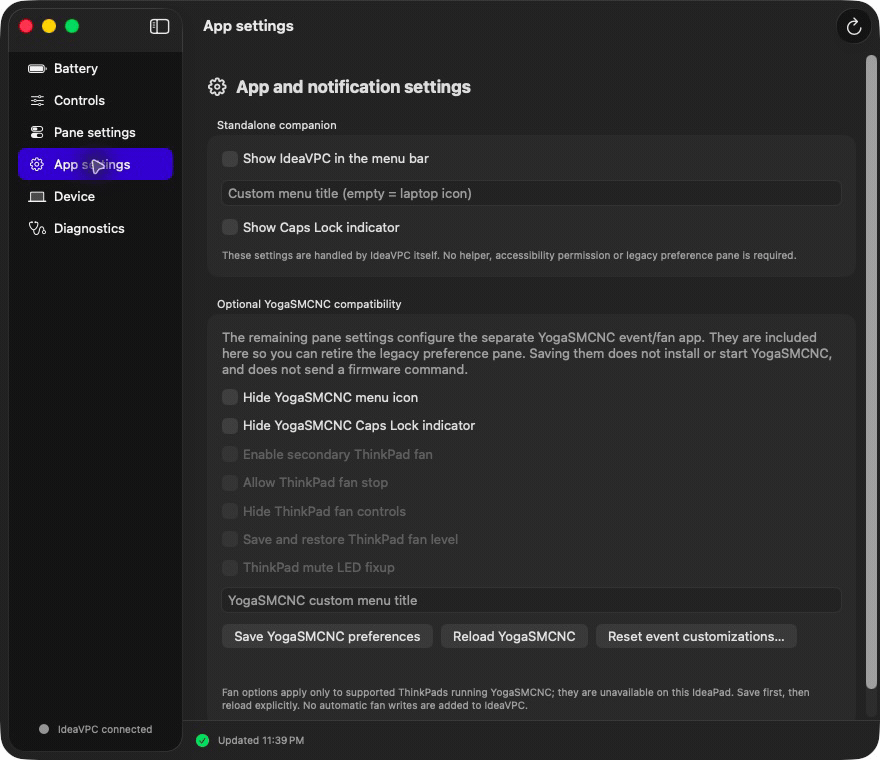 App settings
Battery
Controls
Pane settings
App settings
Device
Diagnostics
IdeaVPC connected
App and notification settings
Standalone companion
Show IdeaVPC in the menu bar
Custom menu title (empty = laptop icon)
Show Caps Lock indicator
These settings are handled by IdeaVPC itself. No helper, accessibility permission or legacy preference pane is required.
Optional YogaSMCNC compatibility
The remaining pane settings configure the separate YogaSMCNC event/fan app. They are included
here so you can retire the legacy preference pane. Saving them does not install or start YogaSMCNC,
and does not send a firmware command.
Hide YogaSMCNC menu icon
Hide YogaSMCNC Caps Lock indicator
Enable secondary ThinkPad fan
Allow ThinkPad fan stop
Hide ThinkPad fan controls
Save and restore ThinkPad fan level
ThinkPad mute LED fixup
YogaSMCNC custom menu title
Save YogaSMCNC preferences
Reload YogaSMCNC
Reset event customizations...
Fan options apply only to supported ThinkPads running YogaSMCNC; they are unavailable on this IdeaPad. Save first, then
reload explicitly. No automatic fan writes are added to IdeaVPC.
Updated 11:39 PM